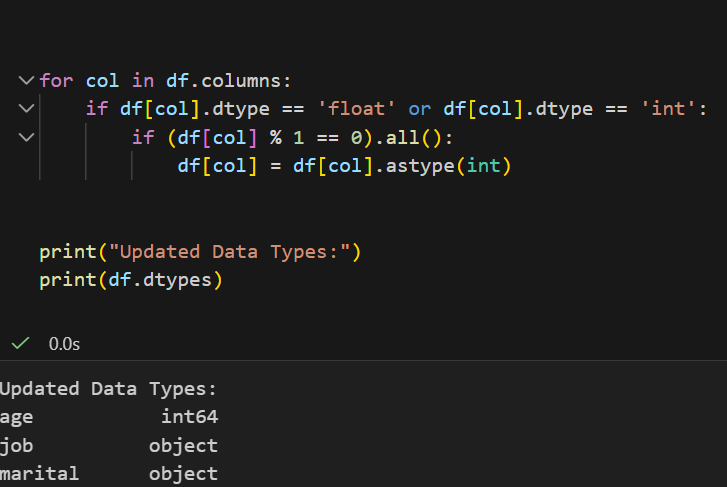 for col in df.columns:
    if df[col].dtype == 'float' or df[col].dtype == 'int':
        if (df[col] % 1 == 0).all():
            df[col] = df[col].astype(int)
print("Updated Data Types:")
print(df.dtypes)
0.0s
Updated Data Types:
age           int64
job          object
marital      object